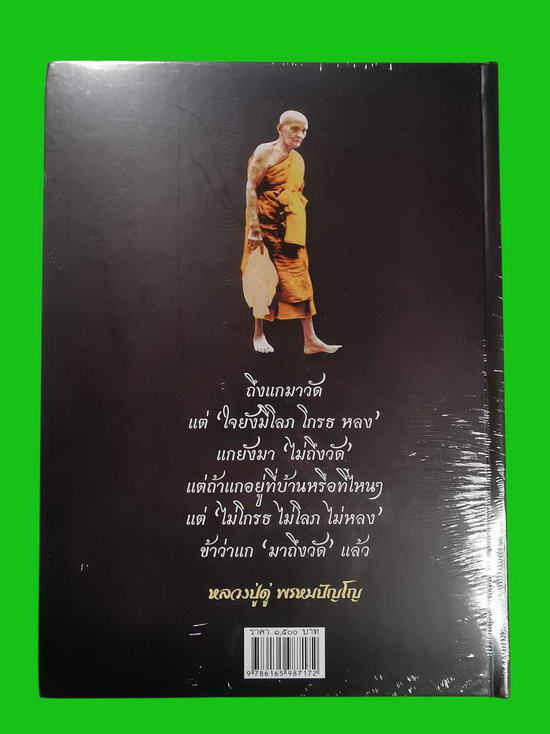 ถึงแกมาวัด
แต่ ‘ใจยังมีโลภ โกรธ หลง’
แกยังมา ‘ไม่ถึงวัด’
แต่ถ้าแกอยู่ที่บ้านหรือที่ไหนๆ
แต่ ‘ไม่โกรธ ไม่โลภ ไม่หลง’
ข้าว่าแก ‘มาถึงวัด’ แล้ว
หลวงปู่ดู่ พรหมปัญโญ
ราคา ๑,๕๐๐ บาท
9 786165 987172